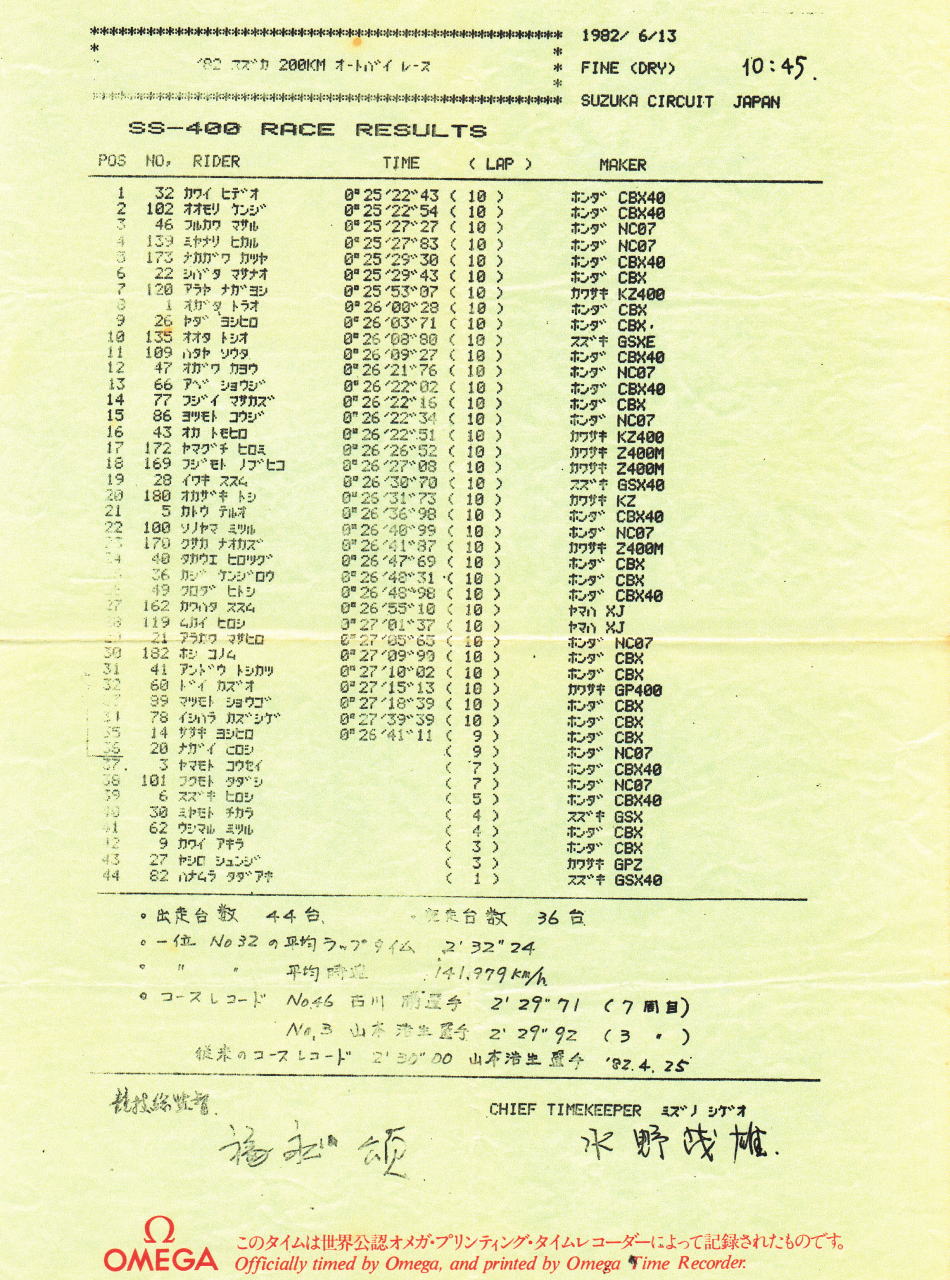 ************************************************************ 1982/ 6/13
* *
'82 スズカ 200KM オートバイ レース * FINE (DRY) 10:45.
*
************************************************************ SUZUKA CIRCUIT JAPAN
SS-400 RACE RESULTS
POS NO, RIDER TIME ( LAP ) MAKER
1 32 カワイ ヒデオ 0"25'22"43 ( 10 ) ホンダ CBX40
2 102 オオモリ ケンジ 0"25'22"54 ( 10 ) ホンダ CBX40
3 46 フルカワ マサル 0"25'27"27 ( 10 ) ホンダ NC07
4 139 ミヤナリ ヒカル 0"25'27"83 ( 10 ) ホンダ NC07
173 ナカガワ カツヤ 0"25'29"30 ( 10 ) ホンダ CBX40
6 22 シバタ マサナオ 0"25'29"43 ( 10 ) ホンダ CBX
7 120 アラヤ ナガヨシ 0"25'53"07 ( 10 ) カワサキ KZ400
8 1 オガタ トラオ 0"26'00"28 ( 10 ) ホンダ CBX
9 26 ヤダ ヨシヒロ 0"26'03"71 ( 10 ) ホンダ CBX.
10 135 オオタ トシオ 0"26'08"80 ( 10 ) スズキ GSXE
11 109 ハタヤ ソウタ 0"26'09"27 ( 10 ) ホンダ CBX40
12 47 オガワ カヨウ 0"26'21"76 ( 10 ) ホンダ NC07
13 66 アベ ショウジ 0"26'22"02 ( 10 ) ホンダ CBX40
14 77 フジイ マサカズ 0"26'22"16 ( 10 ) ホンダ CBX
15 86 ヨツモト コウジ 0"26'22"34 ( 10 ) ホンダ NC07
16 43 オカ トモヒロ 0"26'22"51 ( 10 ) カワサキ KZ400
17 172 ヤマグチ ヒロミ 0"26'26"52 ( 10 ) カワサキ Z400M
18 169 フジモト ノブヒコ 0"26'27"08 ( 10 ) カワサキ Z400M
19 28 イワキ ススム 0"26'30"70 ( 10 ) スズキ GSX40
20 180 オカザキ トシ 0"26'31"73 ( 10 ) カワサキ KZ
21 5 カトウ テルオ 0"26'36"98 ( 10 ) ホンダ CBX40
22 100 ソノヤマ ミツル 0"26'40"99 ( 10 ) ホンダ NC07
170 クサカ ナオカズ 0"26'41"87 ( 10 ) カワサキ Z400M
40 タカウエ ヒロツグ 0"26'47"69 ( 10 ) ホンダ CBX
36 カジ ケンジロウ 0"26'48"31 ( 10 ) ホンダ CBX
49 クロダ ヒトシ 0"26'48"98 ( 10 ) ホンダ CBX40
27 162 カワハタ ススム 0"26'55"10 ( 10 ) ヤマハ XJ
119 ムカイ ヒロシ 0"27'01"37 ( 10 ) ヤマハ XJ
21 アラカワ マサヒロ 0"27'05"65 ( 10 ) ホンダ NC07
30 182 ホシ コノム 0"27'09"90 ( 10 ) ホンダ CBX
31 41 アンドウ トシカツ 0"27'10"02 ( 10 ) ホンダ CBX
32 60 ドイ カズオ 0"27'15"13 ( 10 ) カワサキ GP400
89 マツモト ショウゴ 0"27'18"39 ( 10 ) ホンダ CBX
34 78 イシハラ カズシゲ 0"27'39"39 ( 10 ) ホンダ CBX
35 14 ササキ ヨシヒロ 0"26'41"11 ( 9 ) ホンダ CBX
36 20 ナガイ ヒロシ ( 9 ) ホンダ NC07
37. 3 ヤマモト コウセイ ( 7 ) ホンダ CBX40
38 101 フクモト タダシ ( 7 ) ホンダ NC07
39 6 スズキ ヒロシ ( 5 ) ホンダ CBX40
40 30 ミヤモト チカラ ( 4 ) スズキ GSX
41 62 ウシマル ミツル ( 4 ) ホンダ CBX
42 9 カワイ アキラ ( 3 ) ホンダ CBX
43 27 ヤシロ シュンジ ( 3 ) カワサキ GPZ
44 82 ハナムラ タダアキ ( 1 ) スズキ GSX40
○ 出走台数 44台 ・完走台数 36台
○ 一位 No32 の平均ラップタイム 2'32"24
○ 〃 〃 平均時速 141.979 km/h
○ コースレコード No.46 古川 選手 2'29"71 (7周目)
No.3 山本浩生選手 2'29"92 (3 〃 )
従来のコースレコード 2'30"00 山本浩生選手 '82.4.25
競技総監督
CHIEF TIMEKEEPER ミズノ シゲオ
水野茂雄.
Ω
OMEGA このタイムは世界公認オメガ・プリンティング・タイムレコーダーによって記録されたものです。
Officially timed by Omega, and printed by Omega Time Recorder.